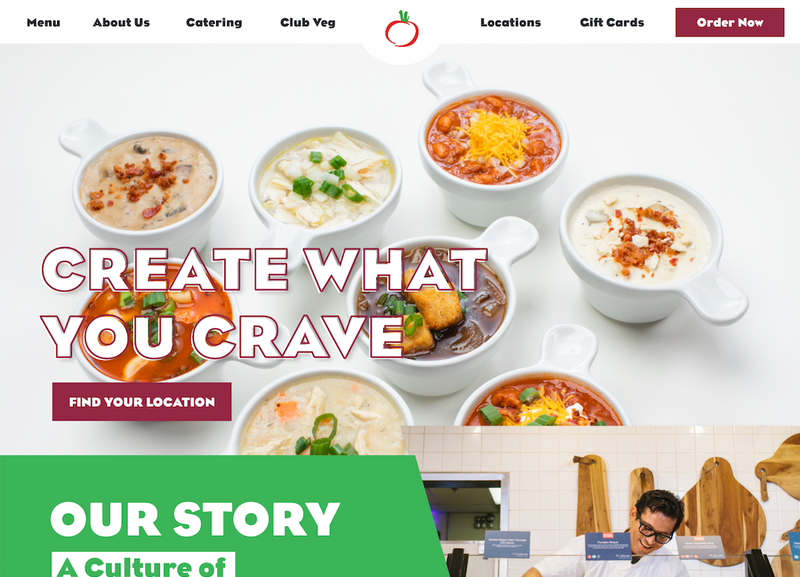 Menu
About Us
Catering
Club Veg
Locations
Gift Cards
Order Now
CREATE WHAT
YOU CRAVE
FIND YOUR LOCATION
OUR STORY
A Culture of